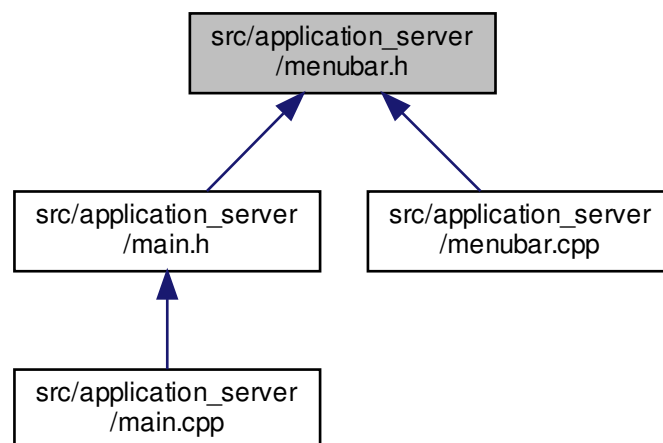 src/application_server
/menubar.h
src/application_server
/main.h
src/application_server
/menubar.cpp
src/application_server
/main.cpp